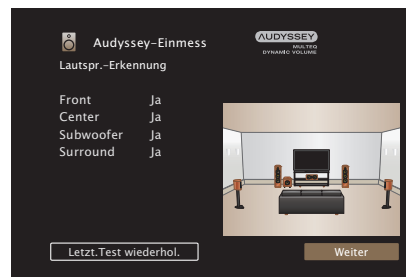 Audyssey-Einmess
AUDYSSEY
MULTEQ
DYNAMIC VOLUME
Lautspr.-Erkennung
Front Ja
Center Ja
Subwoofer Ja
Surround Ja
Letzt.Test wiederhol.
Weiter